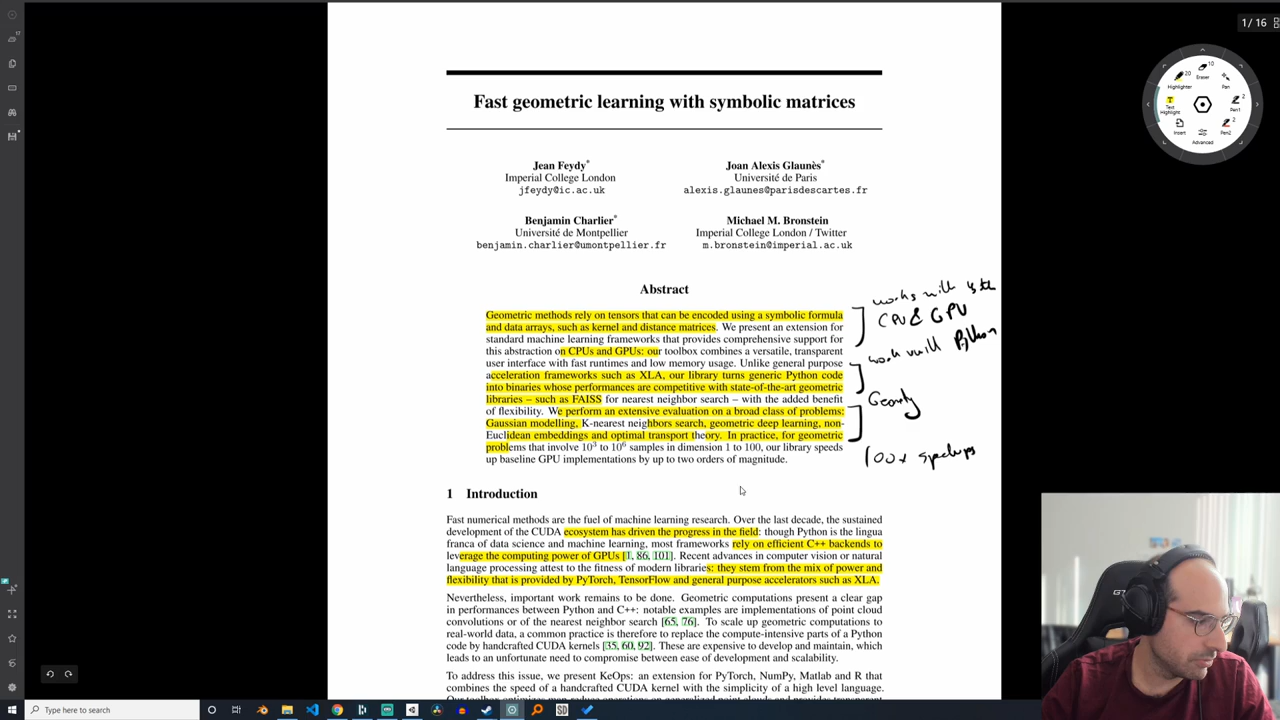 1 / 16
Fast geometric learning with symbolic matrices
Jean Feydy*
Imperial College London
jfeydy@ic.ac.uk
Joan Alexis Glaunès*
Université de Paris
alexis.glaunes@parisdescartes.fr
Benjamin Charlier*
Université de Montpellier
benjamin.charlier@umontpellier.fr
Michael M. Bronstein
Imperial College London / Twitter
m.bronstein@imperial.ac.uk
Abstract
Geometric methods rely on tensors that can be encoded using a symbolic formula
and data arrays, such as kernel and distance matrices. We present an extension for
standard machine learning frameworks that provides comprehensive support for
this abstraction on CPUs and GPUs: our toolbox combines a versatile, transparent
user interface with fast runtimes and low memory usage. Unlike general purpose
acceleration frameworks such as XLA, our library turns generic Python code
into binaries whose performances are competitive with state-of-the-art geometric
libraries – such as FAISS for nearest neighbor search – with the added benefit
of flexibility. We perform an extensive evaluation on a broad class of problems:
Gaussian modelling, K-nearest neighbors search, geometric deep learning, non-
Euclidean embeddings and optimal transport theory. In practice, for geometric
problems that involve 10³ to 10⁶ samples in dimension 1 to 100, our library speeds
up baseline GPU implementations by up to two orders of magnitude.
works with
CPU & GPU
work with Python
Geometry
100x speedups
1 Introduction
Fast numerical methods are the fuel of machine learning research. Over the last decade, the sustained
development of the CUDA ecosystem has driven the progress in the field: though Python is the lingua
franca of data science and machine learning, most frameworks rely on efficient C++ backends to
leverage the computing power of GPUs [1, 86, 101]. Recent advances in computer vision or natural
language processing attest to the fitness of modern libraries: they stem from the mix of power and
flexibility that is provided by PyTorch, TensorFlow and general purpose accelerators such as XLA.
Nevertheless, important work remains to be done. Geometric computations present a clear gap
in performances between Python and C++: notable examples are implementations of point cloud
convolutions or of the nearest neighbor search [65, 76]. To scale up geometric computations to
real-world data, a common practice is therefore to replace the compute-intensive parts of a Python
code by handcrafted CUDA kernels [35, 60, 92]. These are expensive to develop and maintain, which
leads to an unfortunate need to compromise between ease of development and scalability.
To address this issue, we present KeOps: an extension for PyTorch, NumPy, Matlab and R that
combines the speed of a handcrafted CUDA kernel with the simplicity of a high level language.
Highlighter
20
Eraser
10
Pen
Text
Highlight
Pen1
2
Insert
Pen2
2
Advanced
GT
Type here to search
SD